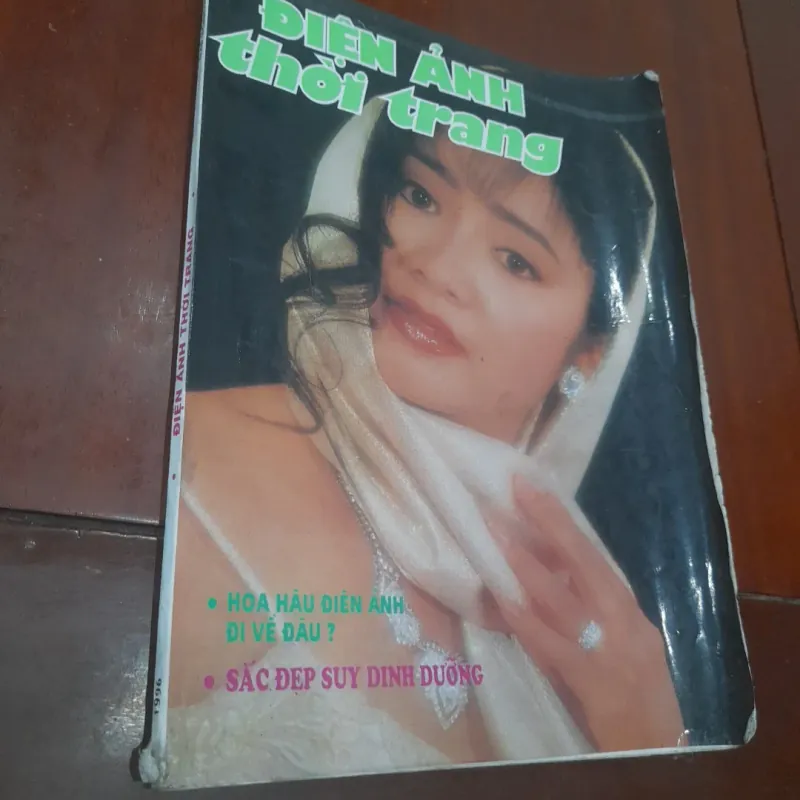 ĐIỆN ẢNH
thời trang
• HOA HẬU ĐIỆN ẢNH
ĐI VỀ ĐÂU ?
• SẮC ĐẸP SUY DINH DƯỠNG
• ĐIỆN ẢNH THỜI TRANG •
1996